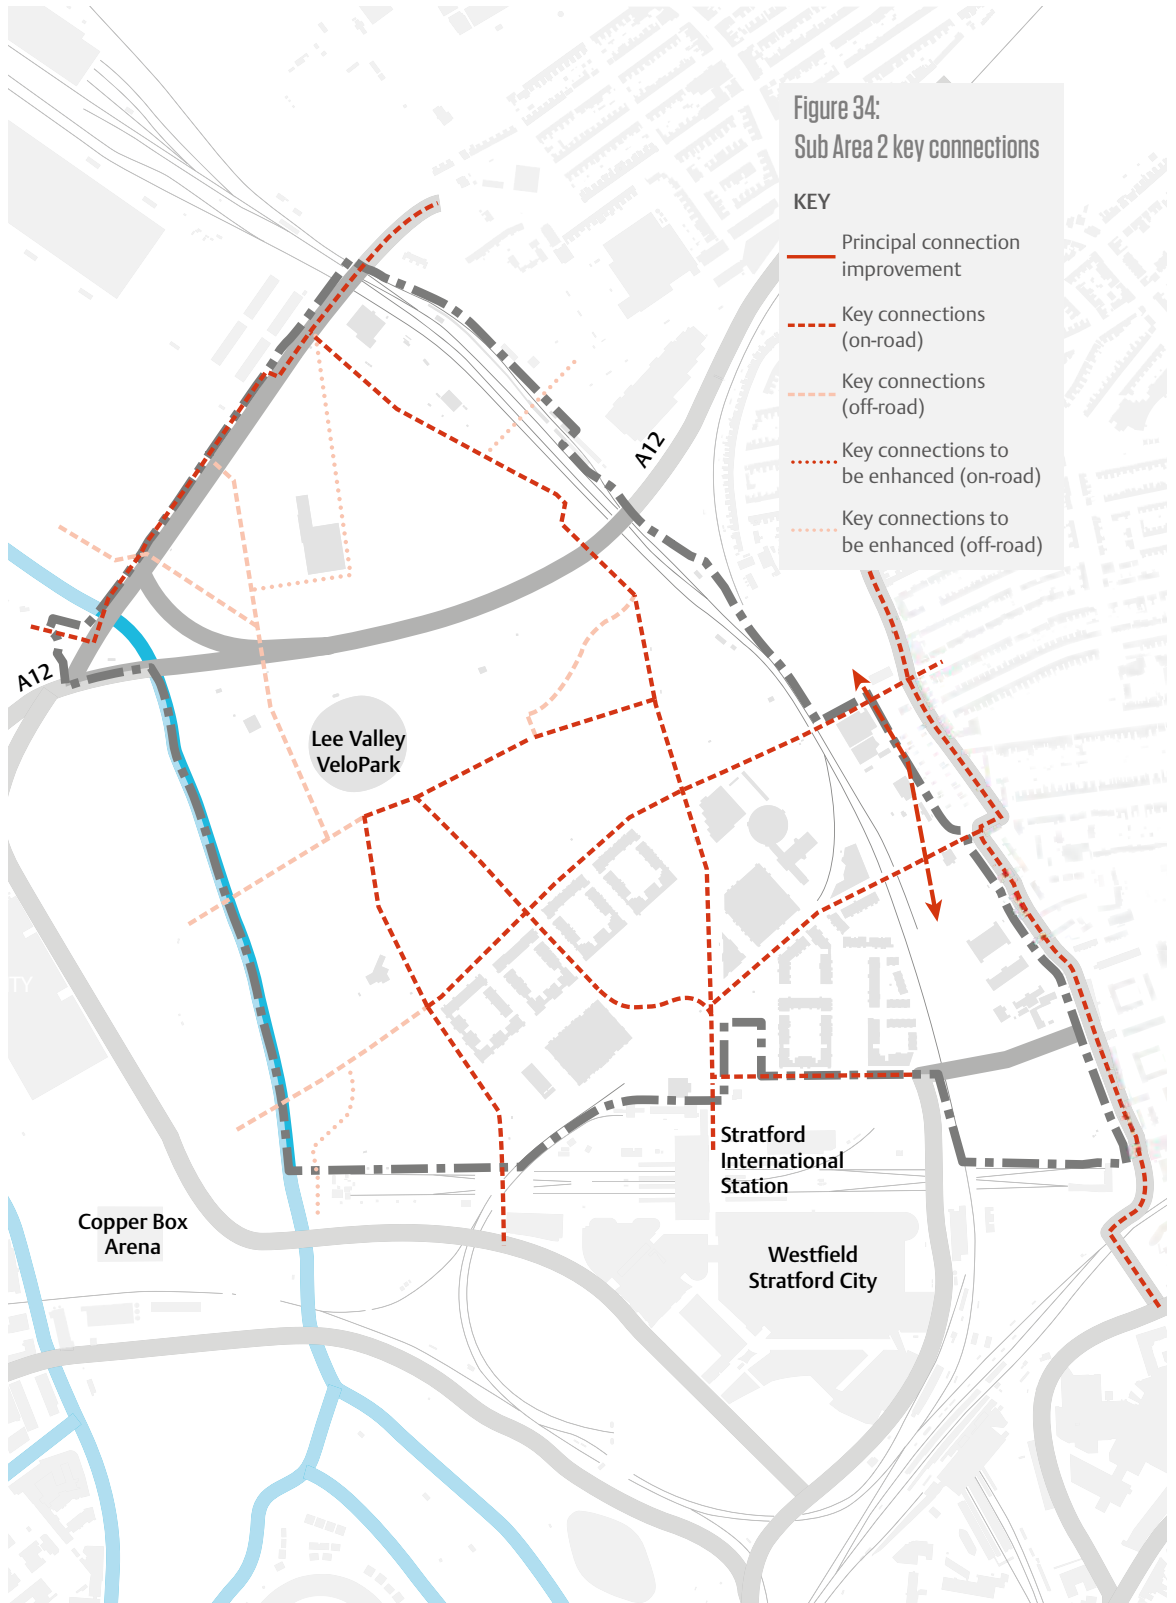 Figure 34:
Sub Area 2 key connections
KEY
Principal connection
improvement
Key connections
(on-road)
Key connections
(off-road)
Key connections to
be enhanced (on-road)
Key connections to
be enhanced (off-road)
A12
A12
Lee Valley
VeloPark
TY
Stratford
International
Station
Copper Box
Arena
Westfield
Stratford City